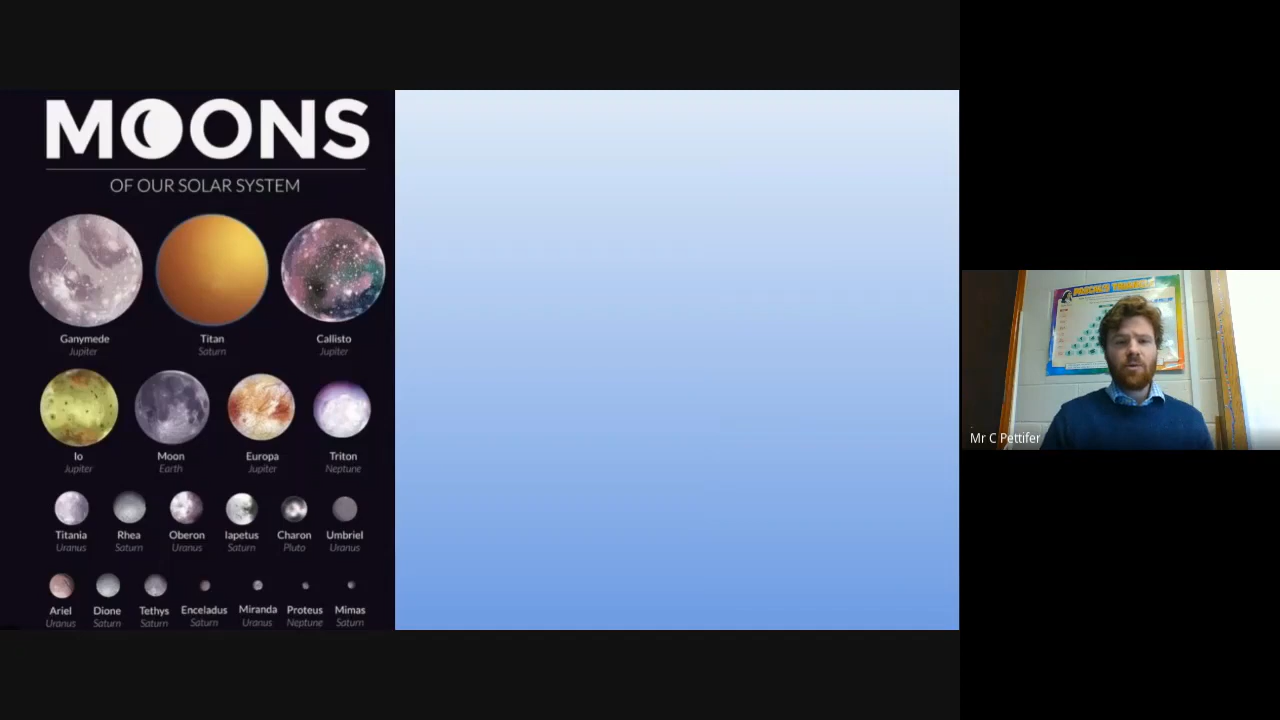 MOONS
OF OUR SOLAR SYSTEM
Ganymede Titan Callisto
Jupiter Saturn Jupiter
Io Moon Europa Triton
Jupiter Earth Jupiter Neptune
Titania Rhea Oberon Iapetus Charon Umbriel
Uranus Saturn Uranus Saturn Pluto Uranus
Ariel Dione Tethys Enceladus Miranda Proteus Mimas
Uranus Saturn Saturn Saturn Uranus Neptune Saturn
Mr C Pettifer